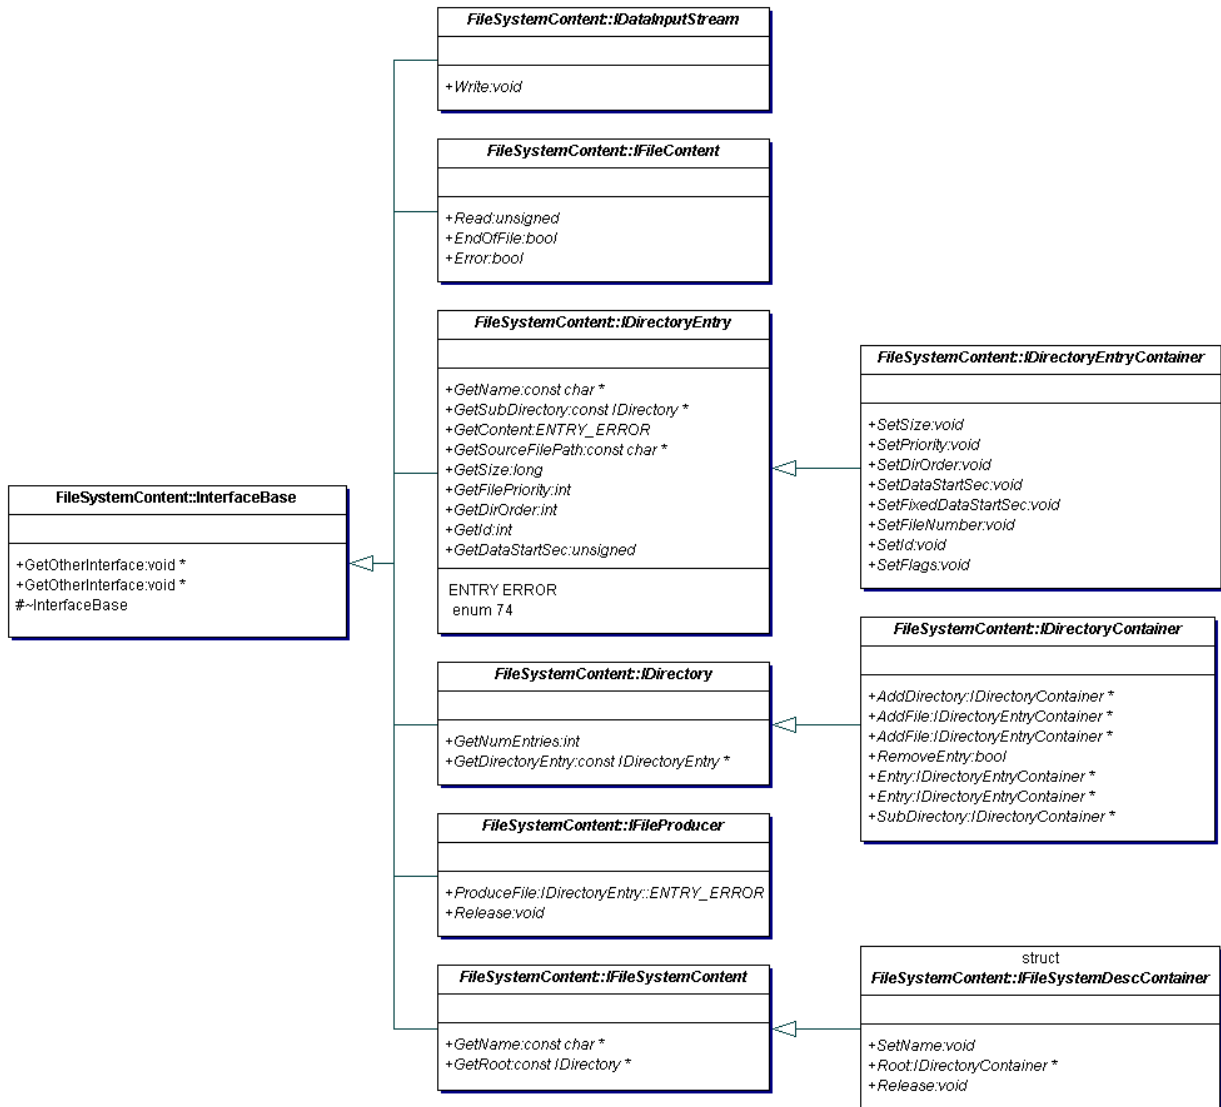 FileSystemContent::IDataInputStream
+Write:void
FileSystemContent::IFileContent
+Read:unsigned
+EndOfFile:bool
+Error:bool
FileSystemContent::IDirectoryEntry
+GetName:const char *
+GetSubDirectory:const IDirectory *
+GetContent:ENTRY_ERROR
+GetSourceFilePath:const char *
+GetSize:long
+GetFilePriority:int
+GetDirOrder:int
+GetId:int
+GetDataStartSec:unsigned
ENTRY ERROR
enum 74
FileSystemContent::IDirectoryEntryContainer
+SetSize:void
+SetPriority:void
+SetDirOrder:void
+SetDataStartSec:void
+SetFixedDataStartSec:void
+SetFileNumber:void
+SetId:void
+SetFlags:void
FileSystemContent::InterfaceBase
+GetOtherInterface:void *
+GetOtherInterface:void *
#~InterfaceBase
FileSystemContent::IDirectory
+GetNumEntries:int
+GetDirectoryEntry:const IDirectoryEntry *
FileSystemContent::IDirectoryContainer
+AddDirectory:IDirectoryContainer *
+AddFile:IDirectoryEntryContainer *
+AddFile:IDirectoryEntryContainer *
+RemoveEntry:bool
+Entry:IDirectoryEntryContainer *
+Entry:IDirectoryEntryContainer *
+SubDirectory:IDirectoryContainer *
FileSystemContent::IFileProducer
+ProduceFile:IDirectoryEntry::ENTRY_ERROR
+Release:void
FileSystemContent::IFileSystemContent
+GetName:const char *
+GetRoot:const IDirectory *
struct
FileSystemContent::IFileSystemDescContainer
+SetName:void
+Root:IDirectoryContainer *
+Release:void